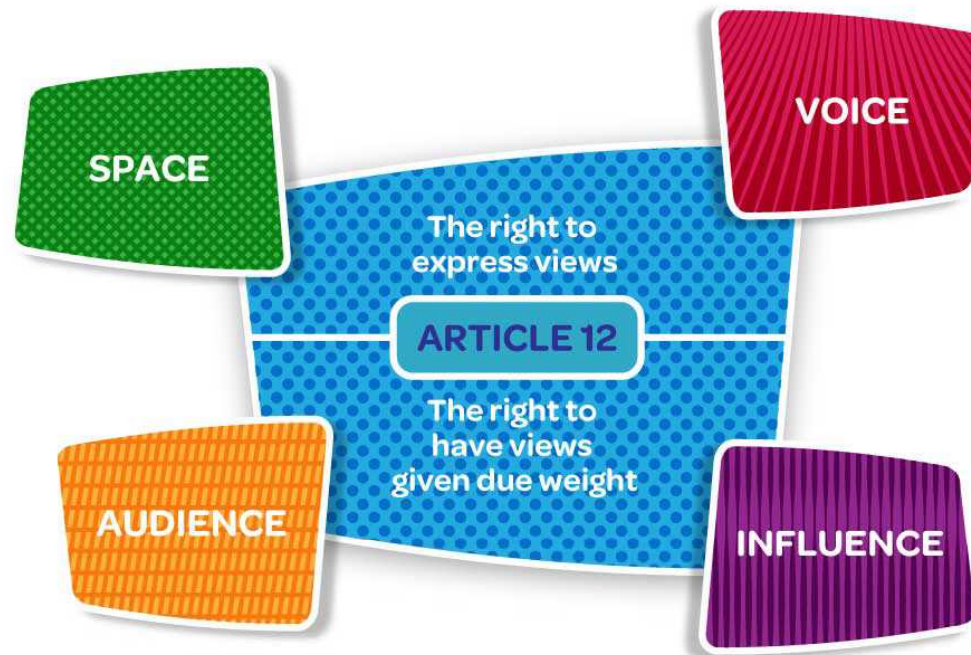 VOICE
SPACE
The right to
express views
ARTICLE 12
The right to
have views
given due weight
AUDIENCE
INFLUENCE